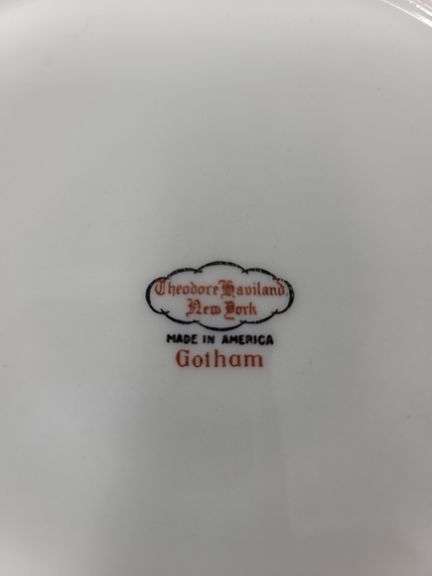 Theodore Haviland
New York
MADE IN AMERICA
Gotham